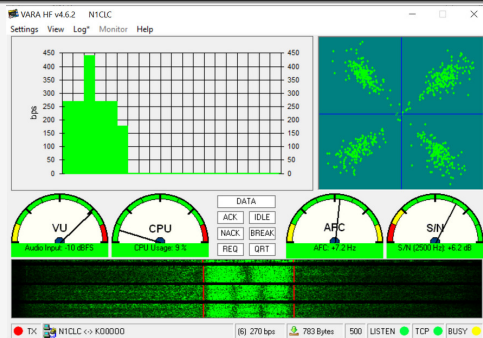 VARA HF v4.6.2 N1CLC
Settings View Log* Monitor Help
bps
450 450
400 400
350 350
300 300
250 250
200 200
150 150
100 100
50 50
0 0
DATA
ACK IDLE
NACK BREAK
REQ QRT
VU
Audio Input: -10 dBFS
CPU
CPU Usage: 9 %
AFC
AFC: +7.2 Hz
S/N
S/N (2500 Hz): +6.2 dB
TX N1CLC <-> KO0OOO (6) 270 bps 783 Bytes 500 LISTEN TCP BUSY